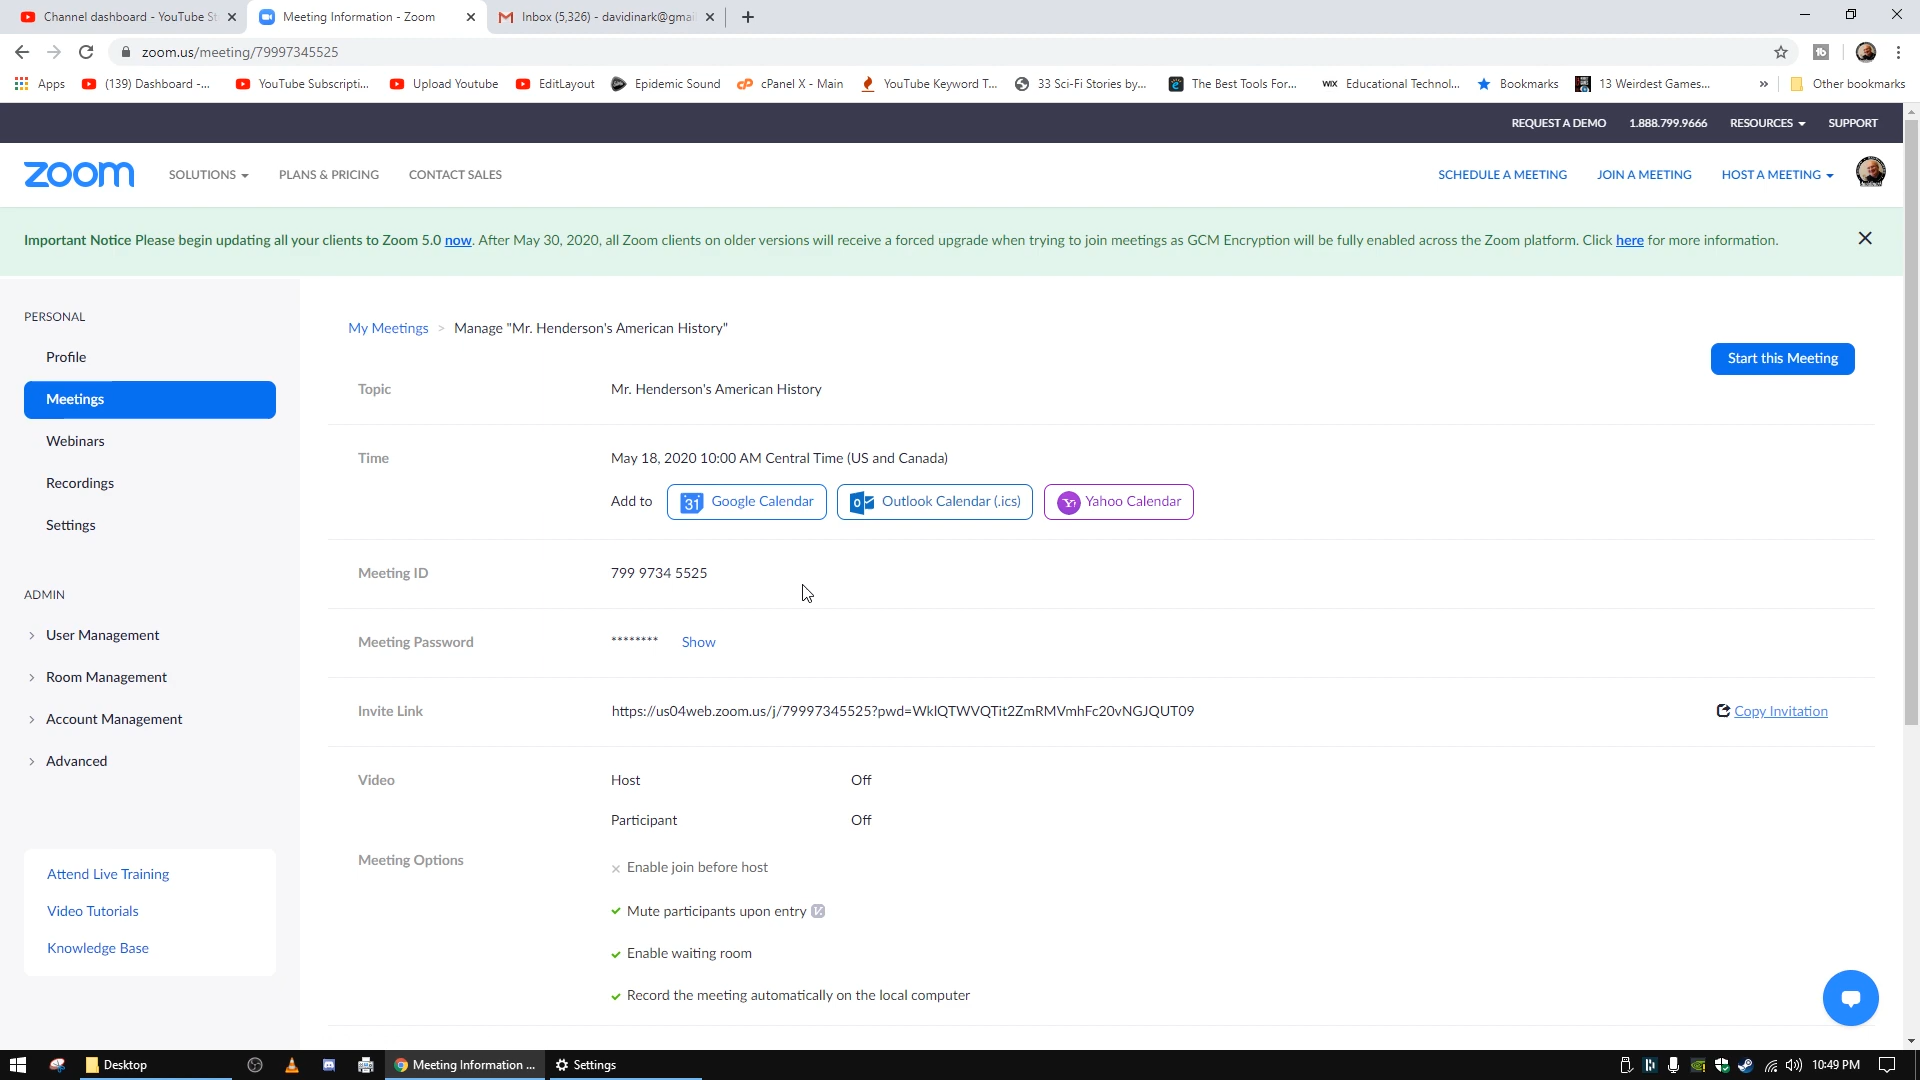 Channel dashboard - YouTube St
Meeting Information - Zoom
Inbox (5,326) - davidinark@gmai
zoom.us/meeting/79997345525
Apps
(139) Dashboard -...
YouTube Subscripti...
Upload Youtube
EditLayout
Epidemic Sound
cPanel X - Main
YouTube Keyword T...
33 Sci-Fi Stories by...
The Best Tools For...
WIX Educational Technol...
Bookmarks
13 Weirdest Games...
»
Other bookmarks
REQUEST A DEMO
1.888.799.9666
RESOURCES
SUPPORT
zoom
SOLUTIONS
PLANS & PRICING
CONTACT SALES
SCHEDULE A MEETING
JOIN A MEETING
HOST A MEETING
Important Notice Please begin updating all your clients to Zoom 5.0 now. After May 30, 2020, all Zoom clients on older versions will receive a forced upgrade when trying to join meetings as GCM Encryption will be fully enabled across the Zoom platform. Click here for more information.
PERSONAL
Profile
Meetings
Webinars
Recordings
Settings
ADMIN
> User Management
> Room Management
> Account Management
> Advanced
Attend Live Training
Video Tutorials
Knowledge Base
My Meetings > Manage "Mr. Henderson's American History"
Start this Meeting
Topic
Mr. Henderson's American History
Time
May 18, 2020 10:00 AM Central Time (US and Canada)
Add to
31 Google Calendar
Outlook Calendar (.ics)
Yahoo Calendar
Meeting ID
799 9734 5525
Meeting Password
******** Show
Invite Link
https://us04web.zoom.us/j/79997345525?pwd=WklQTWVQTit2ZmRMVmhFc20vNGJQUT09
Copy Invitation
Video
Host
Off
Participant
Off
Meeting Options
Enable join before host
Mute participants upon entry
Enable waiting room
Record the meeting automatically on the local computer
Desktop
Meeting Information ...
Settings
10:49 PM